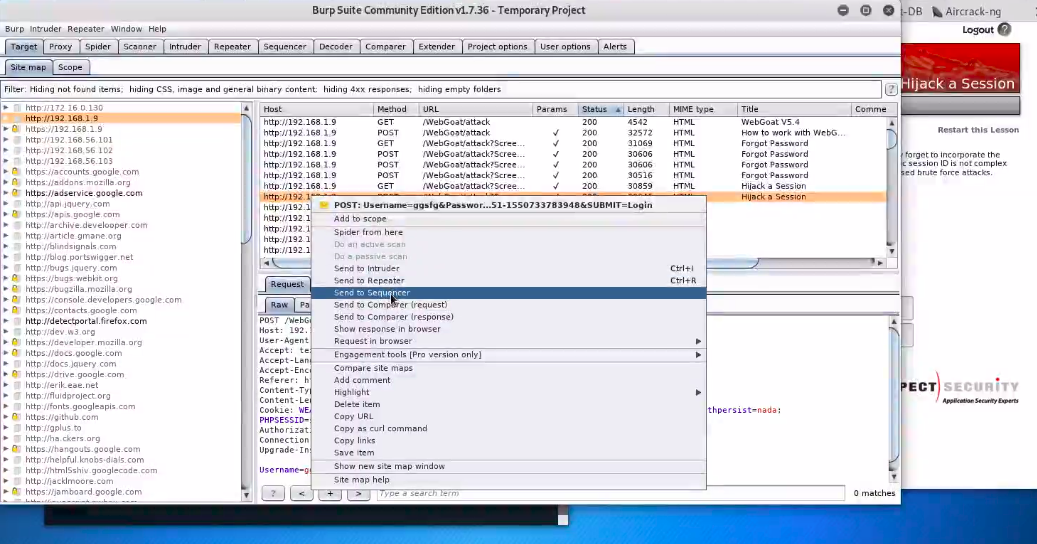 Burp Suite Community Edition v1.7.36 - Temporary Project
-DB Aircrack-ng
Burp Intruder Repeater Window Help
Logout ?
Target Proxy Spider Scanner Intruder Repeater Sequencer Decoder Comparer Extender Project options User options Alerts
Site map Scope
Hijack a Session
Filter: Hiding not found items; hiding CSS, image and general binary content; hiding 4xx responses; hiding empty folders ?
Host Method URL Params Status Length MIME type Title Comme
http://172.16.0.130
http://192.168.1.9
https://192.168.1.9
http://192.168.56.101
http://192.168.56.102
http://192.168.56.103
https://accounts.google.com
https://addons.mozilla.org
http://adservice.google.com
http://api.jquery.com
https://apis.google.com
http://archive.developer.com
http://article.gmane.org
http://blindsignals.com
http://blog.portswigger.net
http://bugs.jquery.com
https://bugs.webkit.org
https://bugzilla.mozilla.org
https://console.developers.google.com
https://contacts.google.com
http://detectportal.firefox.com
http://dev.w3.org
https://developer.mozilla.org
https://docs.google.com
http://docs.jquery.com
https://drive.google.com
http://erik.eae.net
http://fluidproject.org
http://fonts.googleapis.com
https://github.com
http://gplus.to
http://ha.ckers.org
https://hangouts.google.com
http://helpful.knobs-dials.com
http://html5shiv.googlecode.com
http://jacklmoore.com
https://jamboard.google.com
http://192.168.1.9 GET /WebGoat/attack 200 4542 HTML WebGoat V5.4
http://192.168.1.9 POST /WebGoat/attack ✓ 200 32572 HTML How to work with WebG...
http://192.168.1.9 GET /WebGoat/attack?Scree... ✓ 200 31069 HTML Forgot Password
http://192.168.1.9 POST /WebGoat/attack?Scree... ✓ 200 30606 HTML Forgot Password
http://192.168.1.9 POST /WebGoat/attack?Scree... ✓ 200 30606 HTML Forgot Password
http://192.168.1.9 POST /WebGoat/attack?Scree... ✓ 200 30516 HTML Forgot Password
http://192.168.1.9 GET /WebGoat/attack?Scree... ✓ 200 30859 HTML Hijack a Session
Hijack a Session
POST: Username=ggsfg&Passwor...51-1550733783948&SUBMIT=Login
Add to scope
Spider from here
Do an active scan
Do a passive scan
Send to Intruder Ctrl+I
Send to Repeater Ctrl+R
Send to Sequencer
Send to Comparer (request)
Send to Comparer (response)
Show response in browser
Request in browser
Engagement tools [Pro version only]
Compare site maps
Add comment
Highlight
Delete item
Copy URL
Copy as curl command
Copy links
Save item
Show new site map window
Site map help
Request
Raw Pa
POST /WebG
Host: 192.
User-Agent
Accept: te
Accept-Lan
Accept-Enc
Referer: h
Content-Ty
Content-Le
Cookie: WEA
thpersist=nada;
PHPSESSID=
Authorizat
Connection
Upgrade-In
Username=g
? < + > Type a search term 0 matches
Restart this Lesson
forget to incorporate the
c session ID is not complex
sed brute force attacks.
PECT SECURITY
Application Security Experts